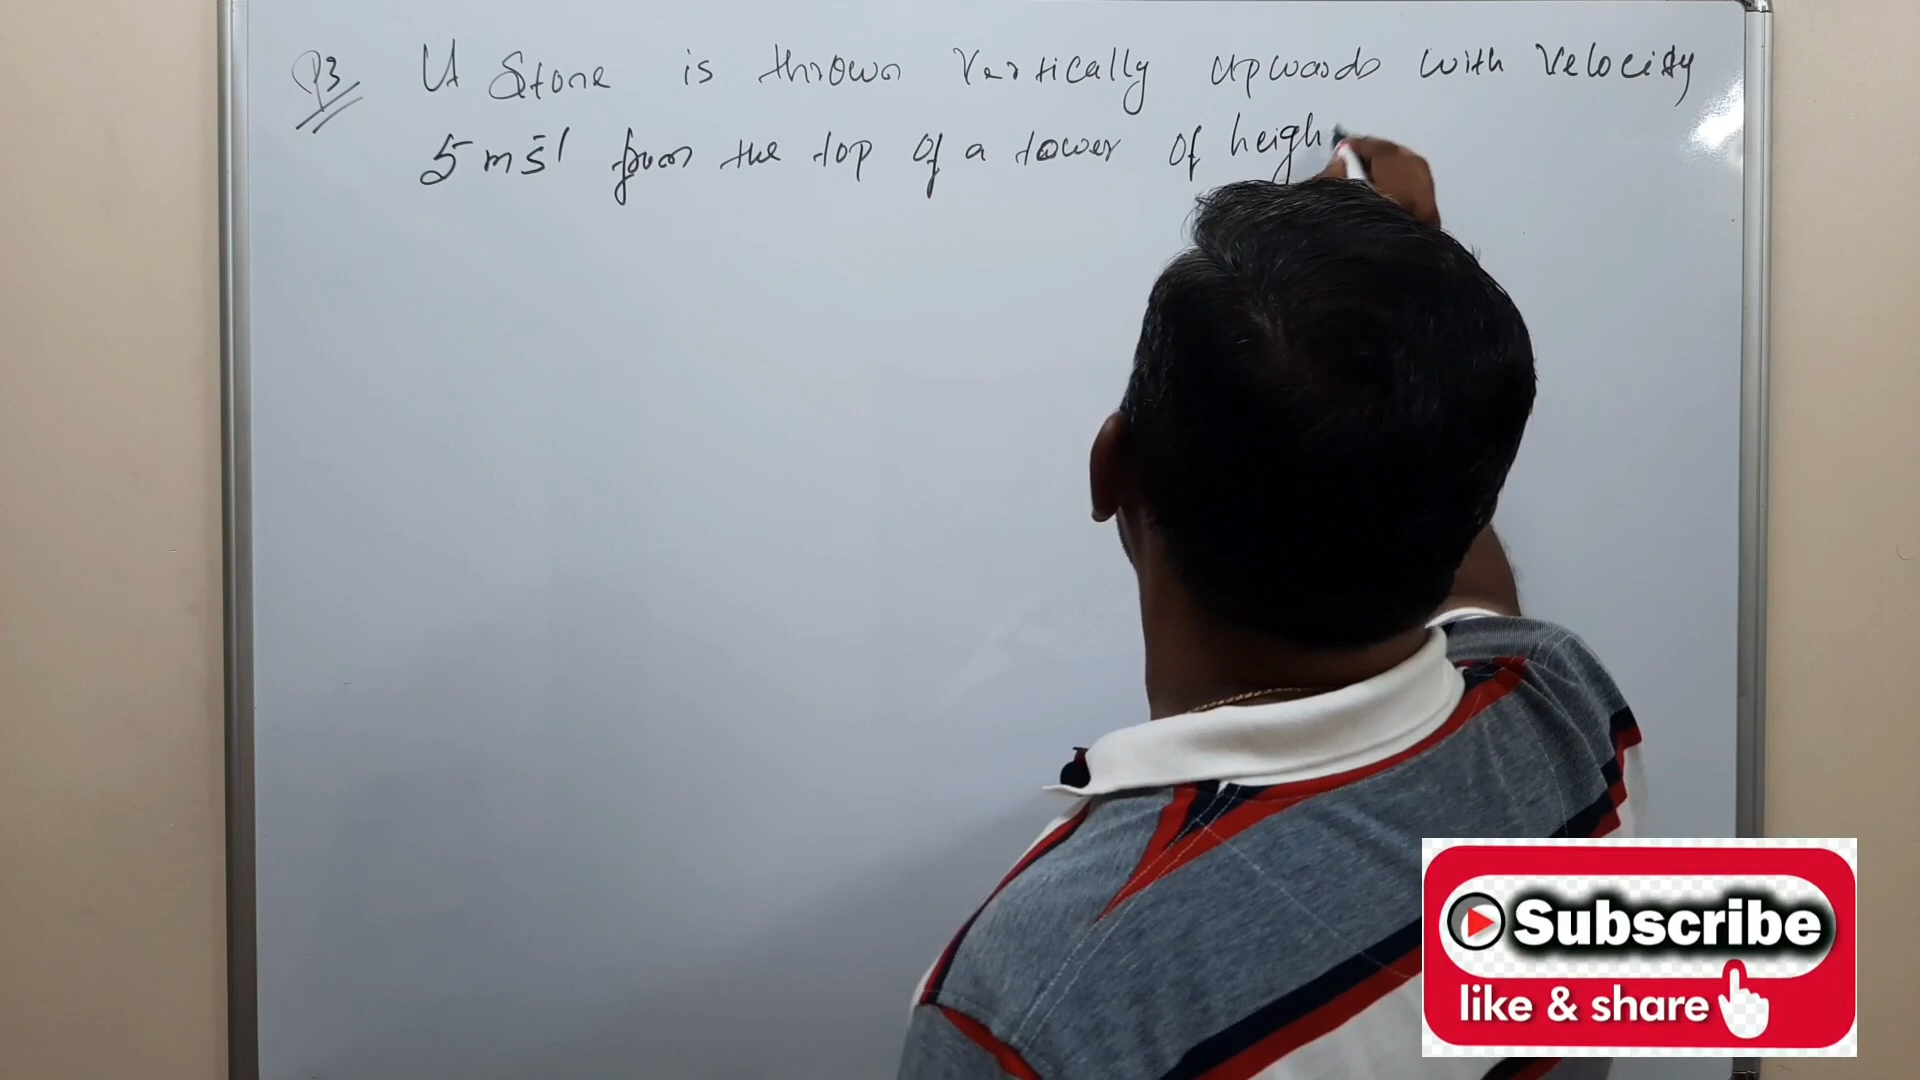 Q3 A Stone is thrown Vertically upwards with Velocity
5 ms-1 from the top of a tower of heigh
Subscribe
like & share